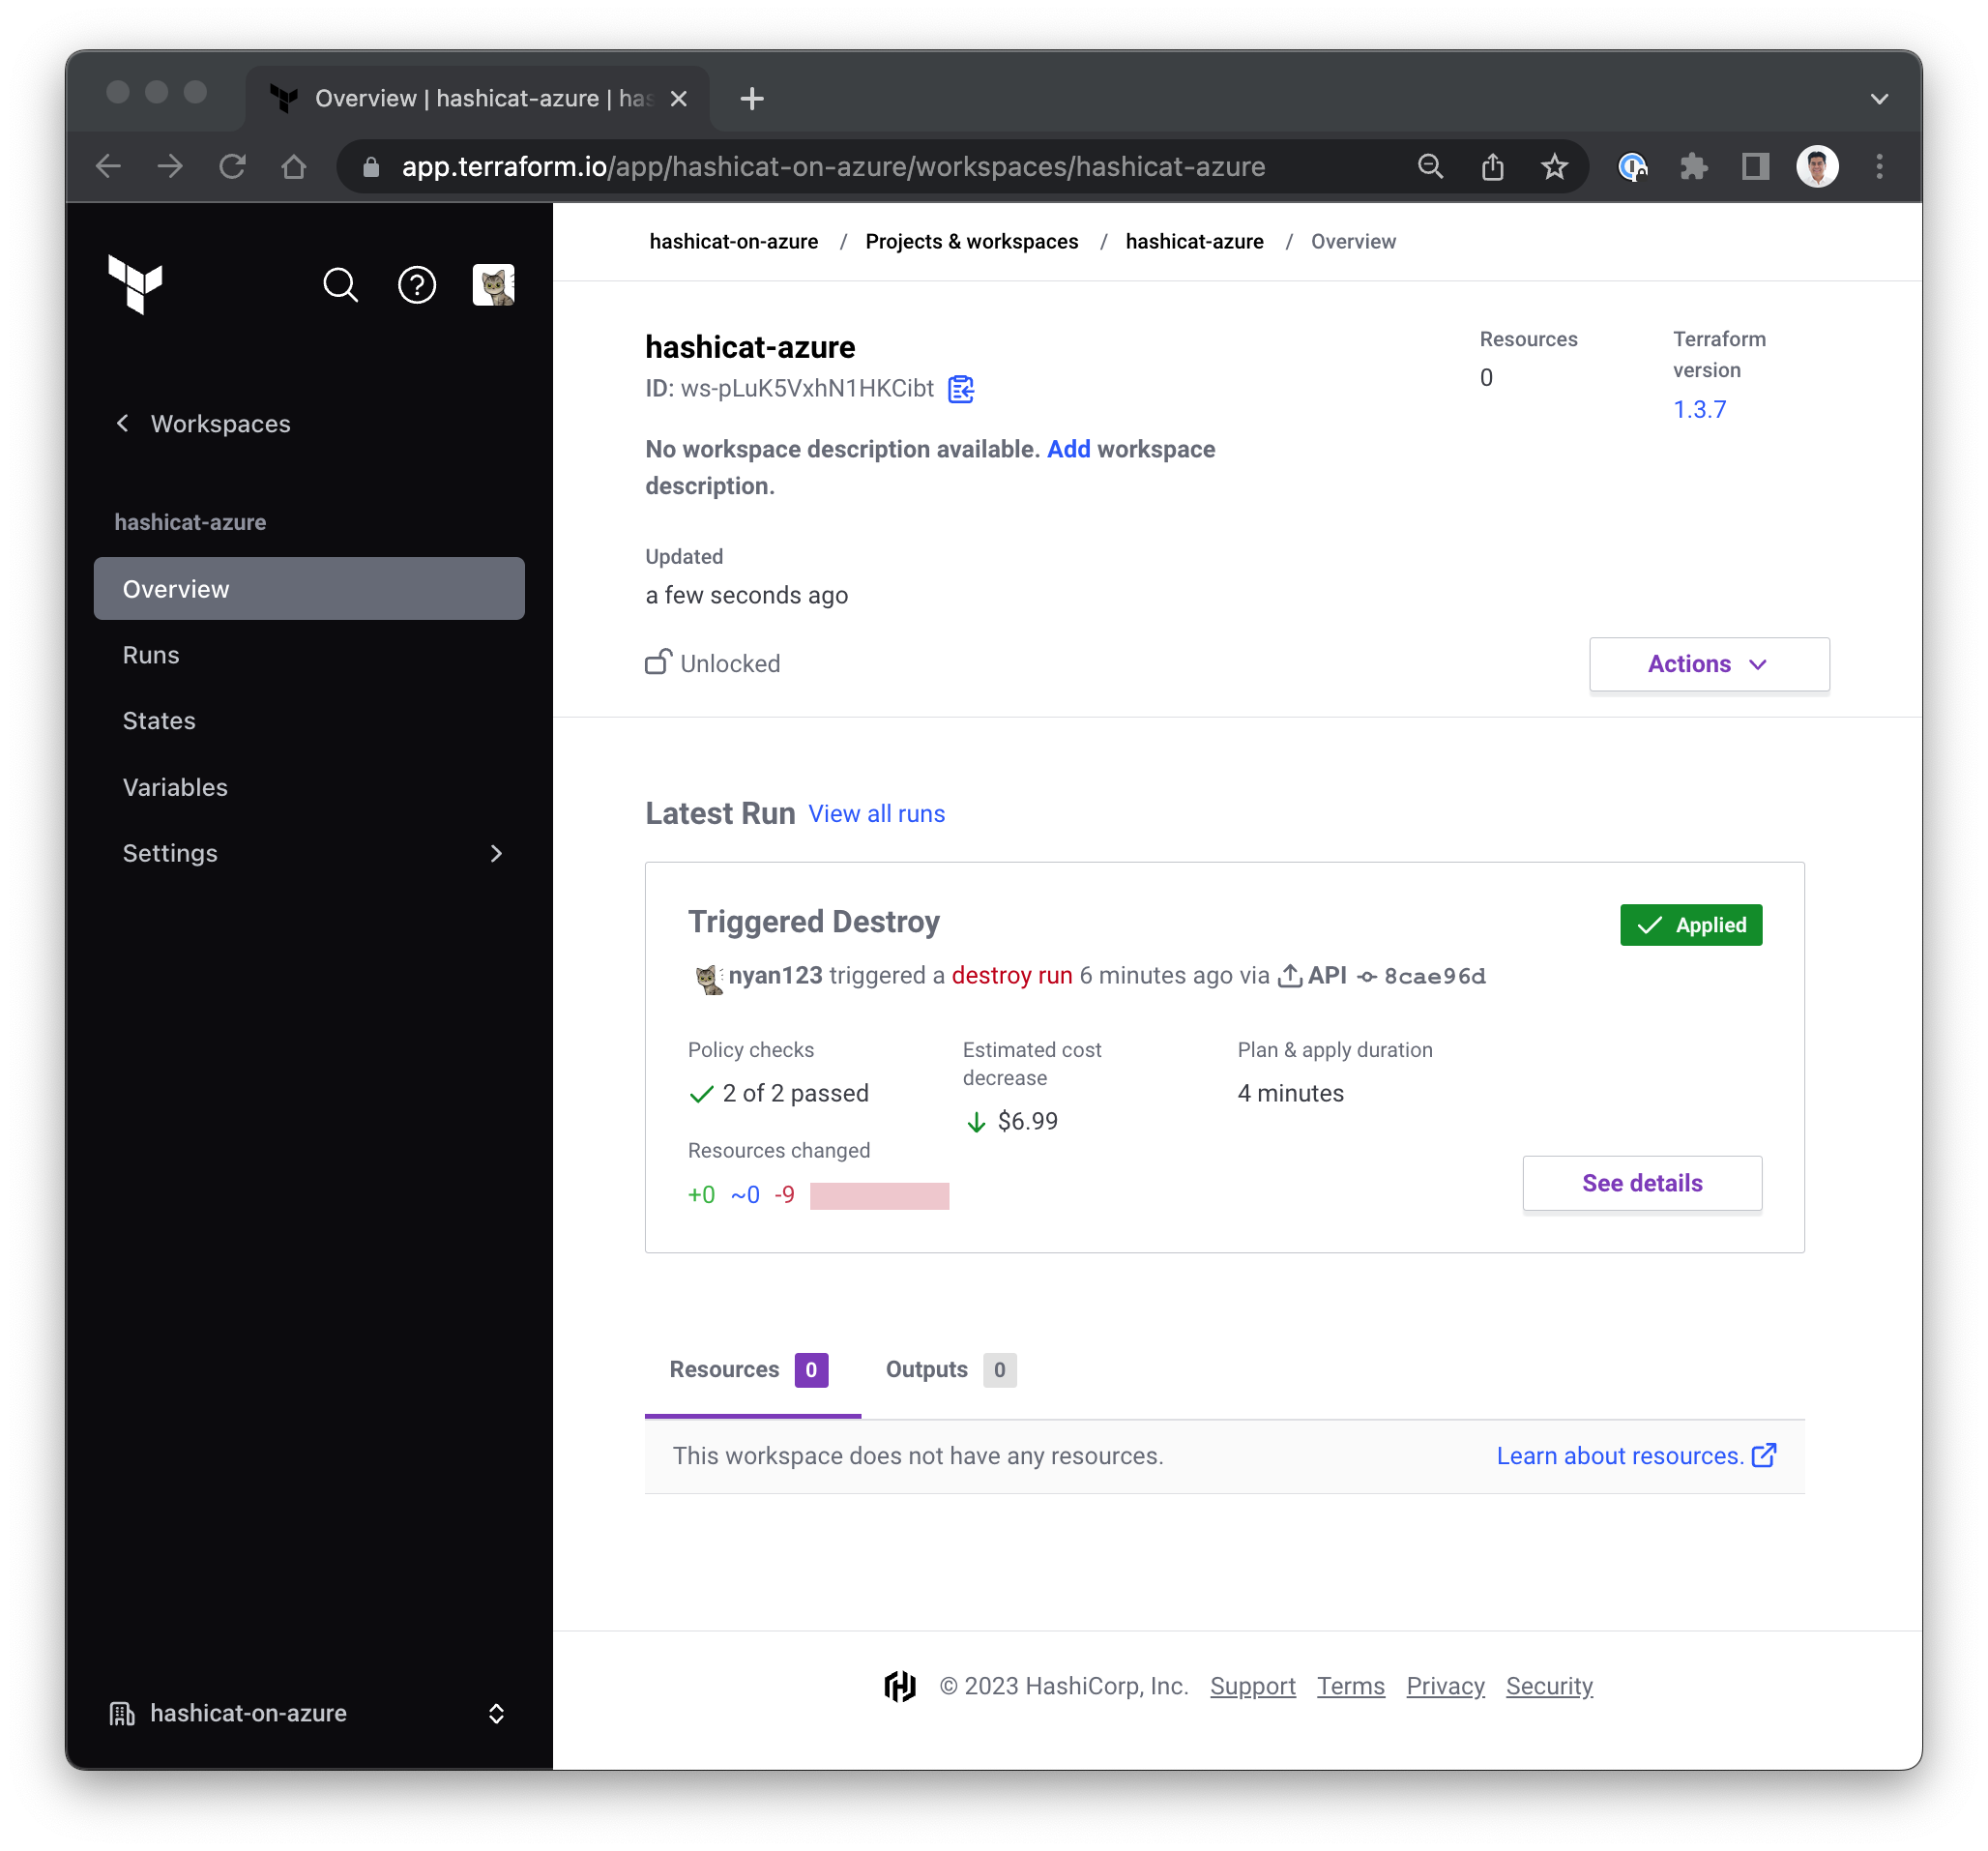 Overview | hashicat-azure | has
app.terraform.io/app/hashicat-on-azure/workspaces/hashicat-azure
Workspaces
hashicat-azure
Overview
Runs
States
Variables
Settings
hashicat-on-azure
hashicat-on-azure / Projects & workspaces / hashicat-azure / Overview
hashicat-azure
ID: ws-pLuK5VxhN1HKCibt
No workspace description available. Add workspace
description.
Resources
0
Terraform
version
1.3.7
Updated
a few seconds ago
Unlocked
Actions
Latest Run View all runs
Triggered Destroy
Applied
nyan123 triggered a destroy run 6 minutes ago via API 8cae96d
Policy checks
2 of 2 passed
Estimated cost
decrease
$6.99
Plan & apply duration
4 minutes
Resources changed
+0 ~0 -9
See details
Resources 0 Outputs 0
This workspace does not have any resources. Learn about resources.
© 2023 HashiCorp, Inc. Support Terms Privacy Security